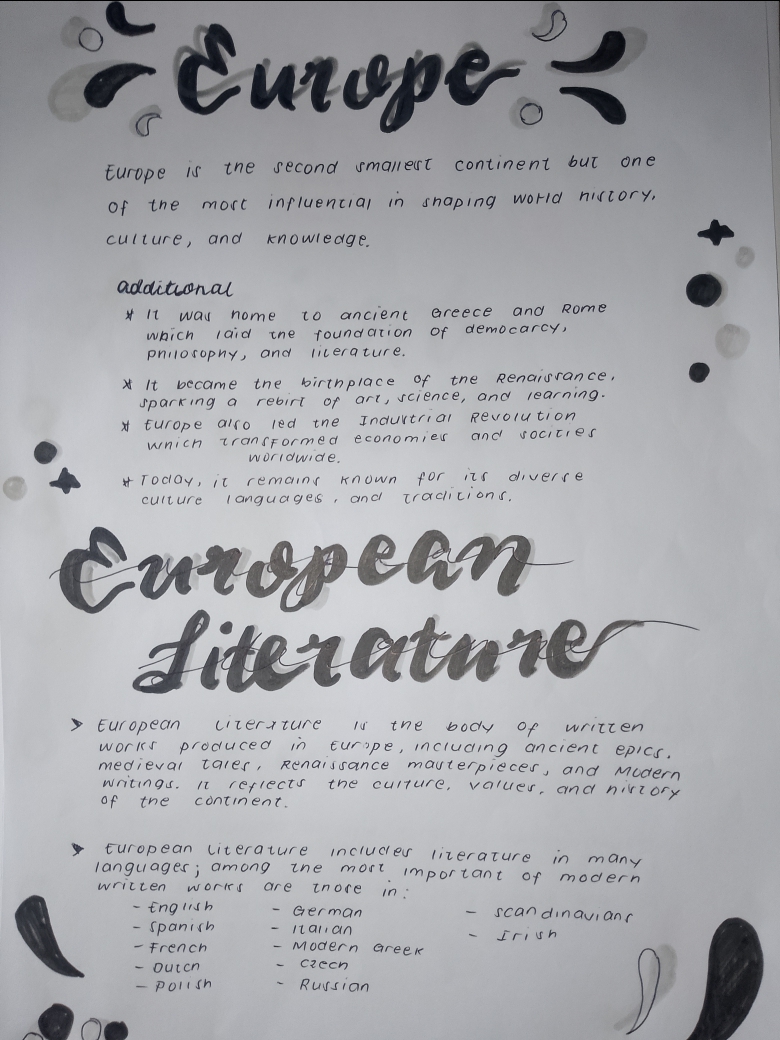 Europe
Europe is the second smallest continent but one
of the most influential in shaping world history,
culture, and knowledge.
additional
* It was home to ancient Greece and Rome
which laid the foundation of democarcy,
philosophy, and literature.
* It became the birthplace of the Renaissance,
sparking a rebirt of art, science, and learning.
* Europe also led the Industrial Revolution
which transformed economies and socities
worldwide.
* Today, it remains known for its diverse
culture languages, and traditions.
European
Literature
➤ European Literature is the body of written
works produced in Europe, including ancient epics,
medieval tales, Renaissance masterpieces, and Modern
writings. It reflects the culture, values, and history
of the continent.
➤ European Literature includes literature in many
languages; among the most important of modern
written works are those in:
- English - German - Scandinavians
- Spanish - Italian - Irish
- French - Modern Greek
- Dutch - Czech
- Polish - Russian